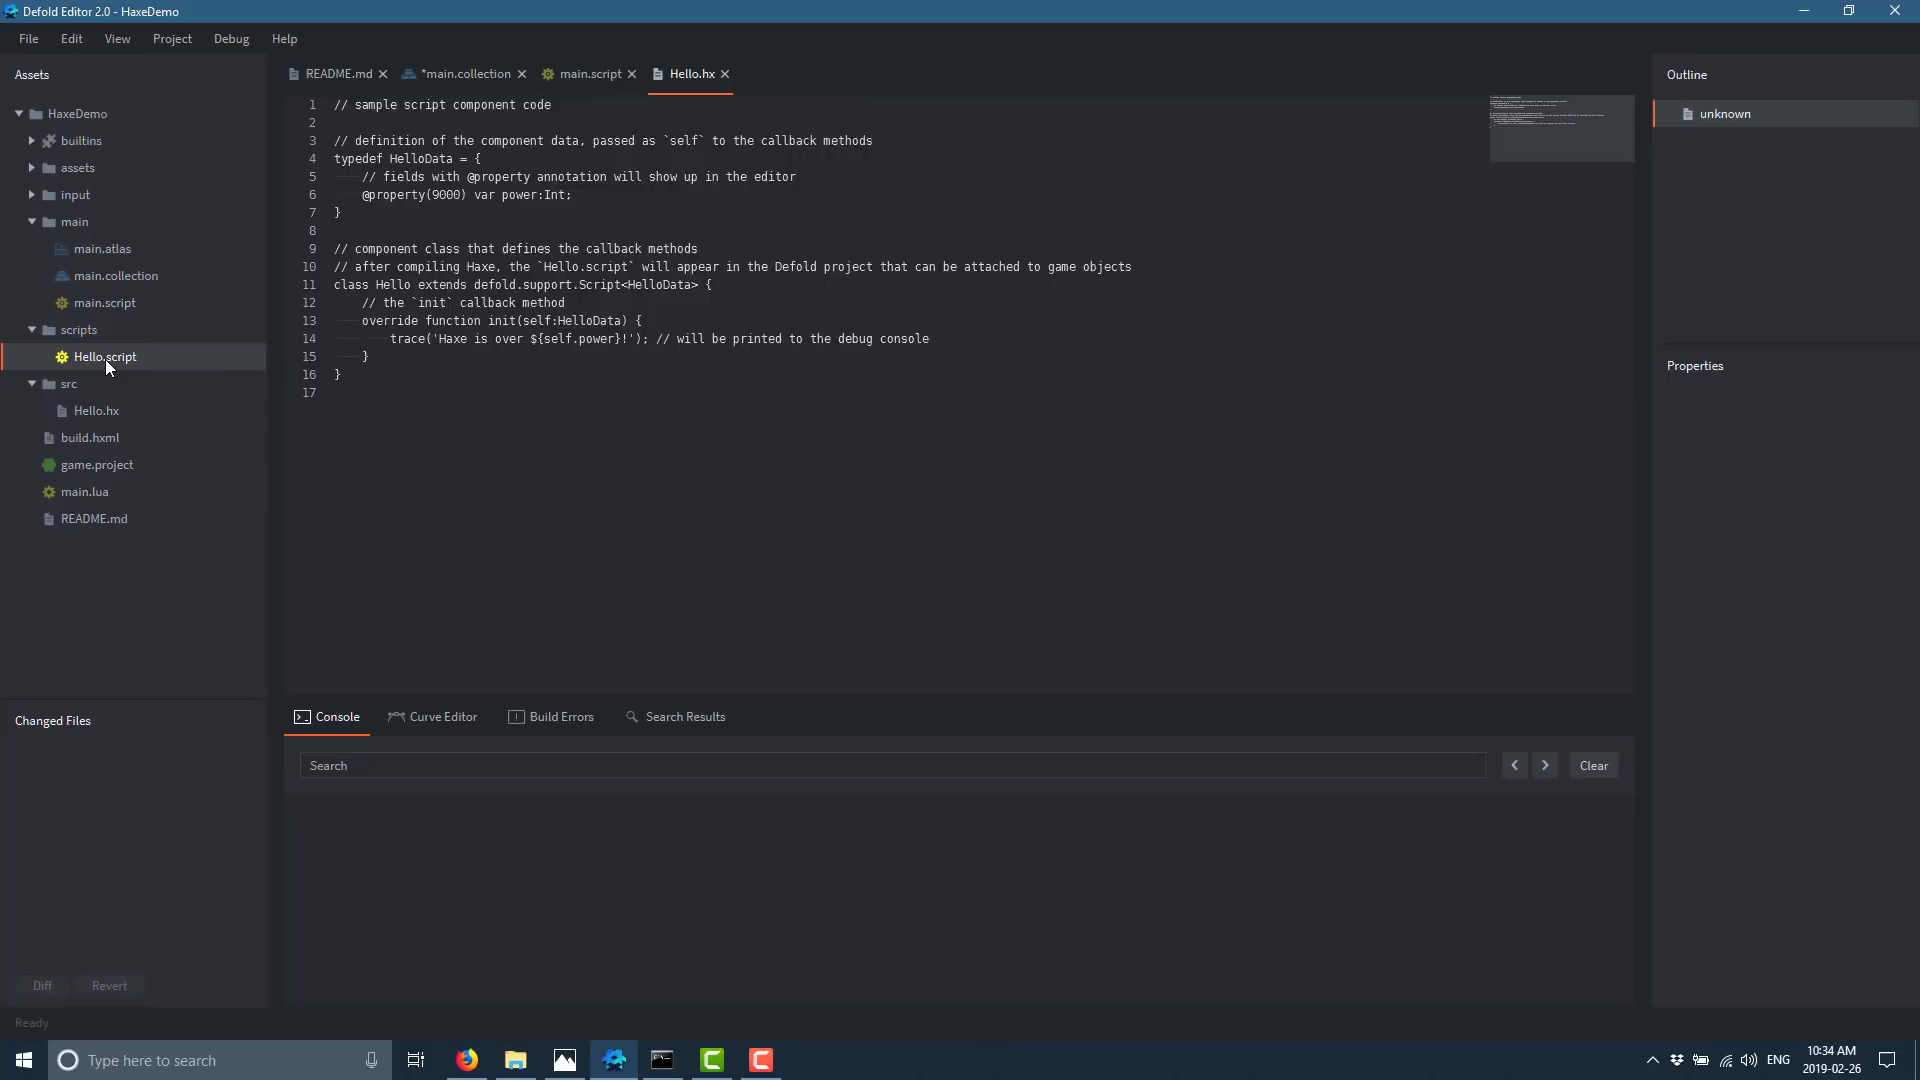 Defold Editor 2.0 - HaxeDemo
File Edit View Project Debug Help
Assets
HaxeDemo
builtins
assets
input
main
main.atlas
main.collection
main.script
scripts
Hello.script
src
Hello.hx
build.hxml
game.project
main.lua
README.md
Changed Files
Diff Revert
Ready
README.md *main.collection main.script Hello.hx
1 // sample script component code
2
3 // definition of the component data, passed as `self` to the callback methods
4 typedef HelloData = {
5 // fields with @property annotation will show up in the editor
6 @property(9000) var power:Int;
7 }
8
9 // component class that defines the callback methods
10 // after compiling Haxe, the `Hello.script` will appear in the Defold project that can be attached to game objects
11 class Hello extends defold.support.Script<HelloData> {
12 // the `init` callback method
13 override function init(self:HelloData) {
14 trace('Haxe is over ${self.power}!'); // will be printed to the debug console
15 }
16 }
17
Console Curve Editor Build Errors Search Results
Search
Clear
Outline
unknown
Properties
Type here to search
ENG
10:34 AM
2019-02-26